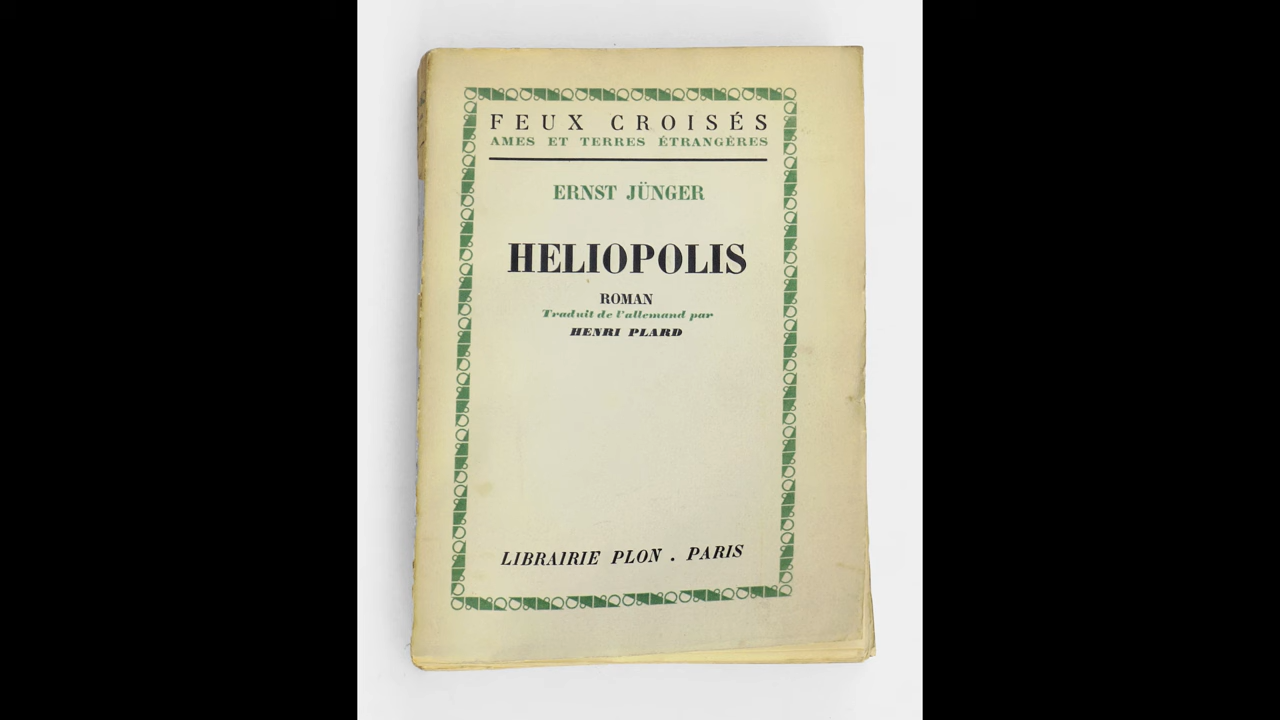 FEUX CROISÉS
AMES ET TERRES ÉTRANGÈRES
ERNST JÜNGER
HELIOPOLIS
ROMAN
Traduit de l'allemand par
HENRI PLARD
LIBRAIRIE PLON . PARIS